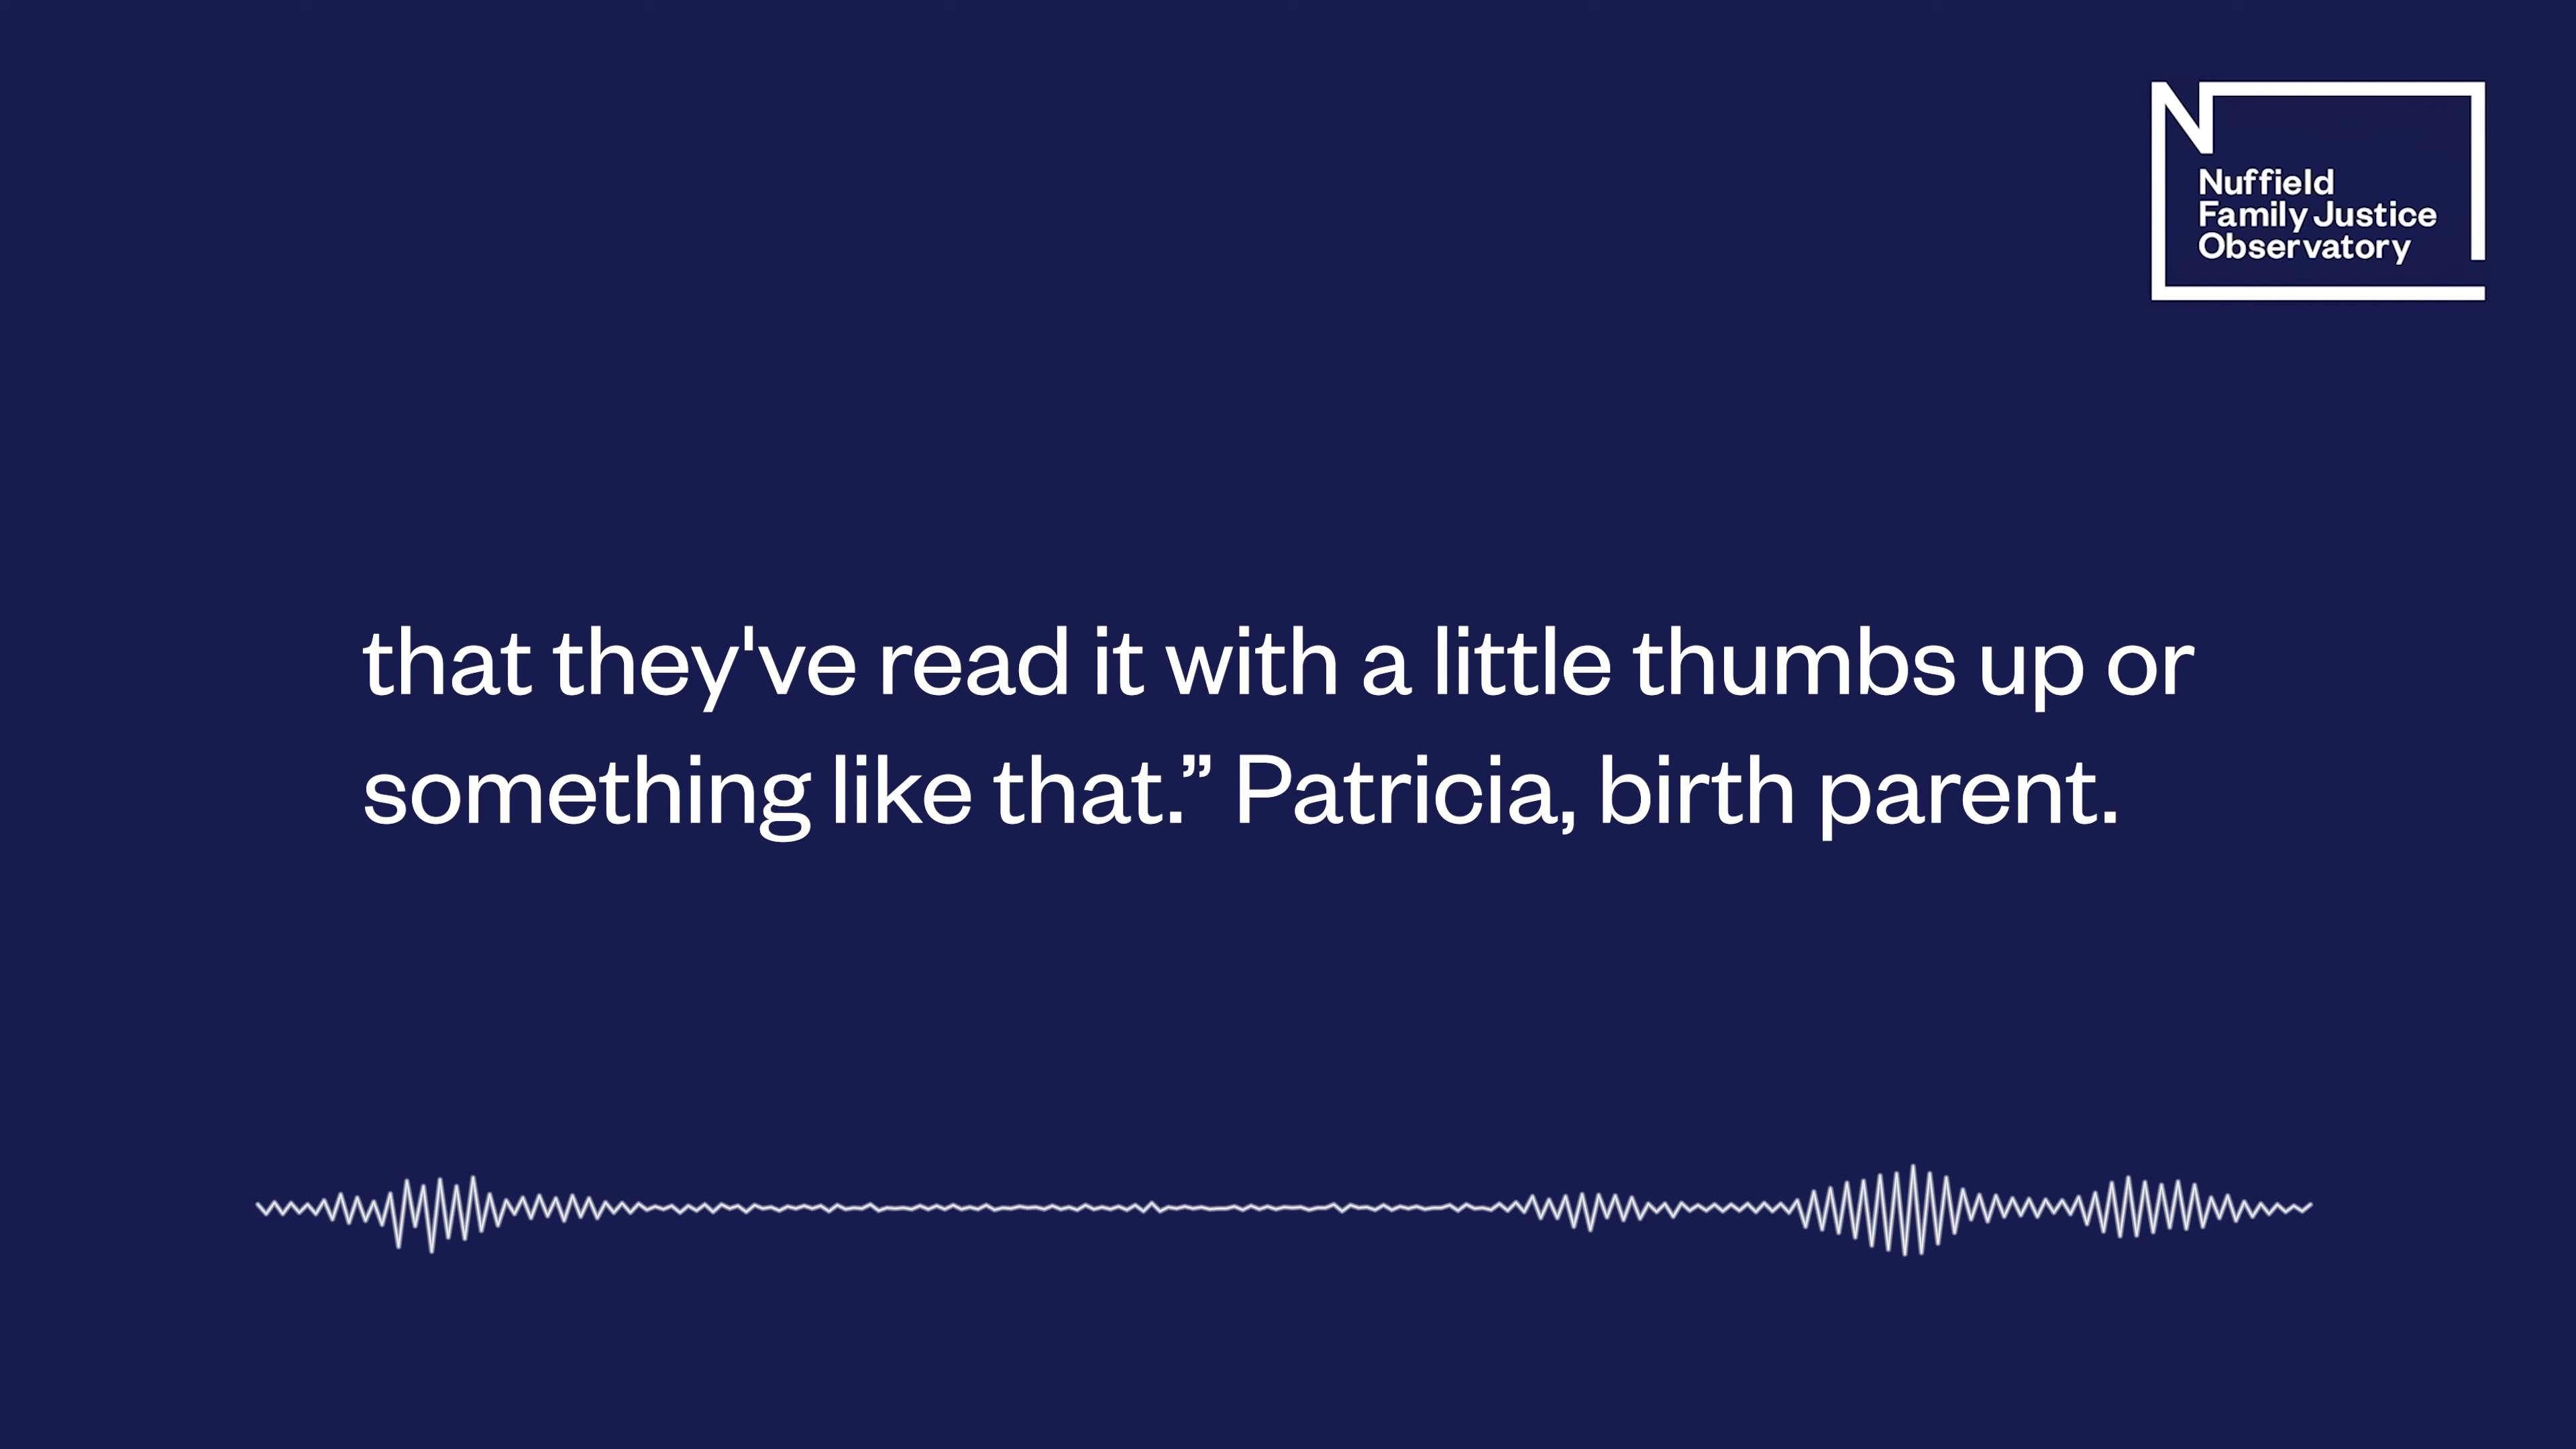 Nuffield
Family Justice
Observatory
that they've read it with a little thumbs up or
something like that.” Patricia, birth parent.